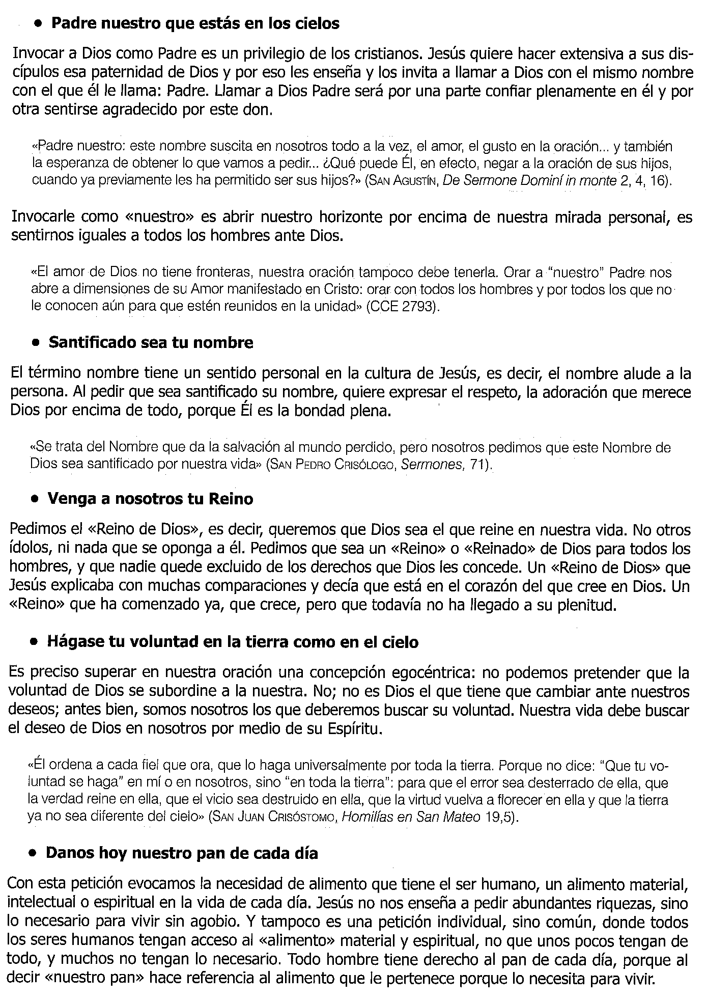 • Padre nuestro que estás en los cielos
Invocar a Dios como Padre es un privilegio de los cristianos. Jesús quiere hacer extensiva a sus dis-
cípulos esa paternidad de Dios y por eso les enseña y los invita a llamar a Dios con el mismo nombre
con el que él le llama: Padre. Llamar a Dios Padre será por una parte confiar plenamente en él y por
otra sentirse agradecido por este don.
«Padre nuestro: este nombre suscita en nosotros todo a la vez, el amor, el gusto en la oración... y también
la esperanza de obtener lo que vamos a pedir... ¿Qué puede Él, en efecto, negar a la oración de sus hijos,
cuando ya previamente les ha permitido ser sus hijos?» (SAN AGUSTÍN, De Sermone Dominí in monte 2, 4, 16).
Invocarle como «nuestro» es abrir nuestro horizonte por encima de nuestra mirada personal, es
sentirnos iguales a todos los hombres ante Dios.
«El amor de Dios no tiene fronteras, nuestra oración tampoco debe tenerla. Orar a “nuestro” Padre nos
abre a dimensiones de su Amor manifestado en Cristo: orar con todos los hombres y por todos los que no
le conocen aún para que estén reunidos en la unidad» (CCE 2793).
• Santificado sea tu nombre
El término nombre tiene un sentido personal en la cultura de Jesús, es decir, el nombre alude a la
persona. Al pedir que sea santificado su nombre, quiere expresar el respeto, la adoración que merece
Dios por encima de todo, porque Él es la bondad plena.
«Se trata del Nombre que da la salvación al mundo perdido, pero nosotros pedimos que este Nombre de
Dios sea santificado por nuestra vida» (SAN PEDRO CRISÓLOGO, Sermones, 71).
• Venga a nosotros tu Reino
Pedimos el «Reino de Dios», es decir, queremos que Dios sea el que reine en nuestra vida. No otros
ídolos, ni nada que se oponga a él. Pedimos que sea un «Reino» o «Reinado» de Dios para todos los
hombres, y que nadie quede excluido de los derechos que Dios les concede. Un «Reino de Dios» que
Jesús explicaba con muchas comparaciones y decía que está en el corazón del que cree en Dios. Un
«Reino» que ha comenzado ya, que crece, pero que todavía no ha llegado a su plenitud.
• Hágase tu voluntad en la tierra como en el cielo
Es preciso superar en nuestra oración una concepción egocéntrica: no podemos pretender que la
voluntad de Dios se subordine a la nuestra. No; no es Dios el que tiene que cambiar ante nuestros
deseos; antes bien, somos nosotros los que deberemos buscar su voluntad. Nuestra vida debe buscar
el deseo de Dios en nosotros por medio de su Espíritu.
«Él ordena a cada fiel que ora, que lo haga universalmente por toda la tierra. Porque no dice: “Que tu vo-
luntad se haga” en mí o en nosotros, sino “en toda la tierra”: para que el error sea desterrado de ella, que
la verdad reine en ella, que el vicio sea destruido en ella, que la virtud vuelva a florecer en ella y que la tierra
ya no sea diferente del cielo» (SAN JUAN CRISÓSTOMO, Homilías en San Mateo 19,5).
• Danos hoy nuestro pan de cada día
Con esta petición evocamos la necesidad de alimento que tiene el ser humano, un alimento material,
intelectual o espiritual en la vida de cada día. Jesús no nos enseña a pedir abundantes riquezas, sino
lo necesario para vivir sin agobio. Y tampoco es una petición individual, sino común, donde todos
los seres humanos tengan acceso al «alimento» material y espiritual, no que unos pocos tengan de
todo, y muchos no tengan lo necesario. Todo hombre tiene derecho al pan de cada día, porque al
decir «nuestro pan» hace referencia al alimento que le pertenece porque lo necesita para vivir.